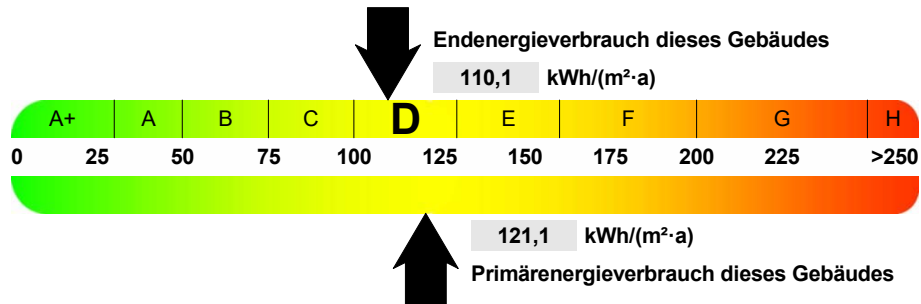 Endenergieverbrauch dieses Gebäudes
110,1 kWh/(m²·a)
A+ A B C D E F G H
0 25 50 75 100 125 150 175 200 225 >250
121,1 kWh/(m²·a)
Primärenergieverbrauch dieses Gebäudes